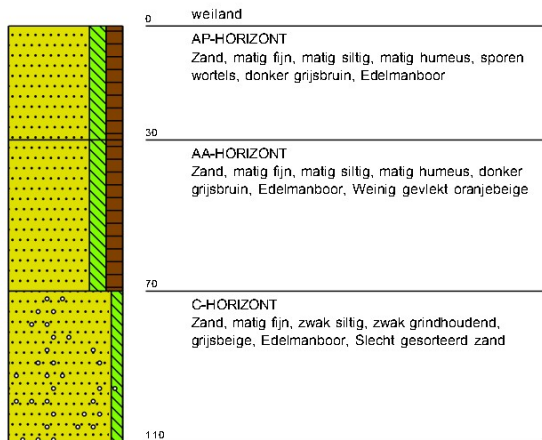 0
weiland
AP-HORIZONT
Zand, matig fijn, matig siltig, matig humeus, sporen
wortels, donker grijsbruin, Edelmanboor
30
AA-HORIZONT
Zand, matig fijn, matig siltig, matig humeus, donker
grijsbruin, Edelmanboor, Weinig gevlekt oranjebeige
70
C-HORIZONT
Zand, matig fijn, zwak siltig, zwak grindhoudend,
grijsbeige, Edelmanboor, Slecht gesorteerd zand
110